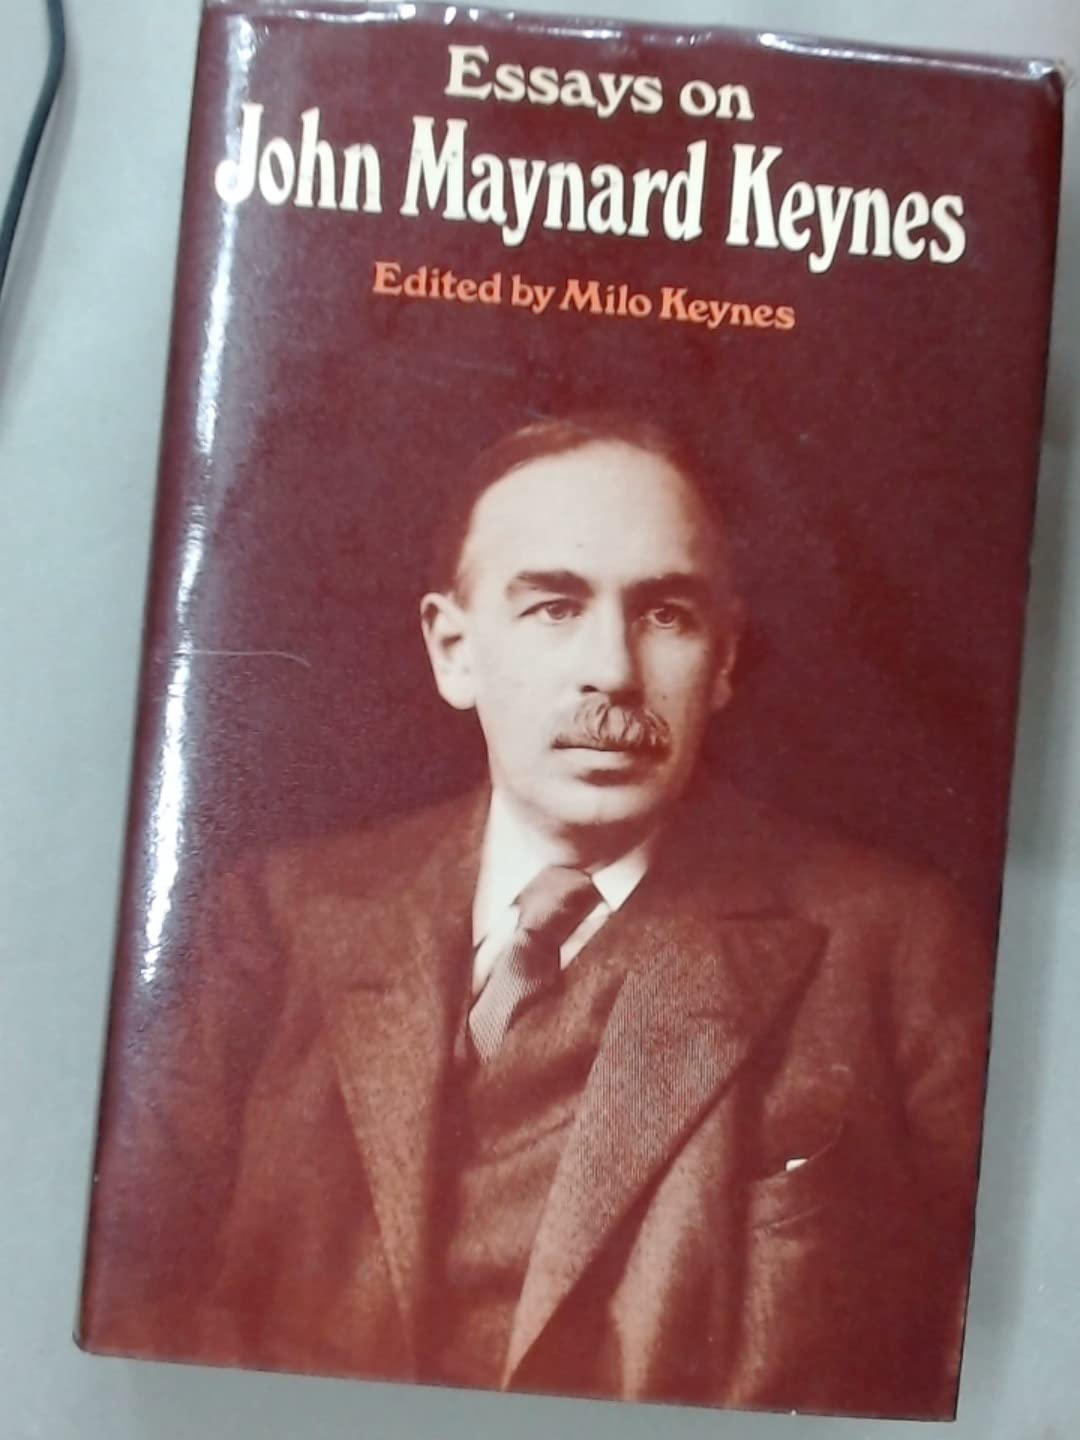 Essays on
John Maynard Keynes
Edited by Milo Keynes